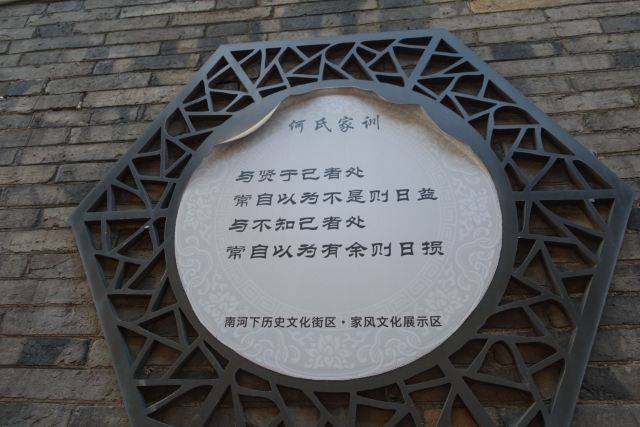 何氏家训
与贤于己者处
常自以为不是则日益
与不知己者处
常自以为有余则日损
南河下历史文化街区·家风文化展示区